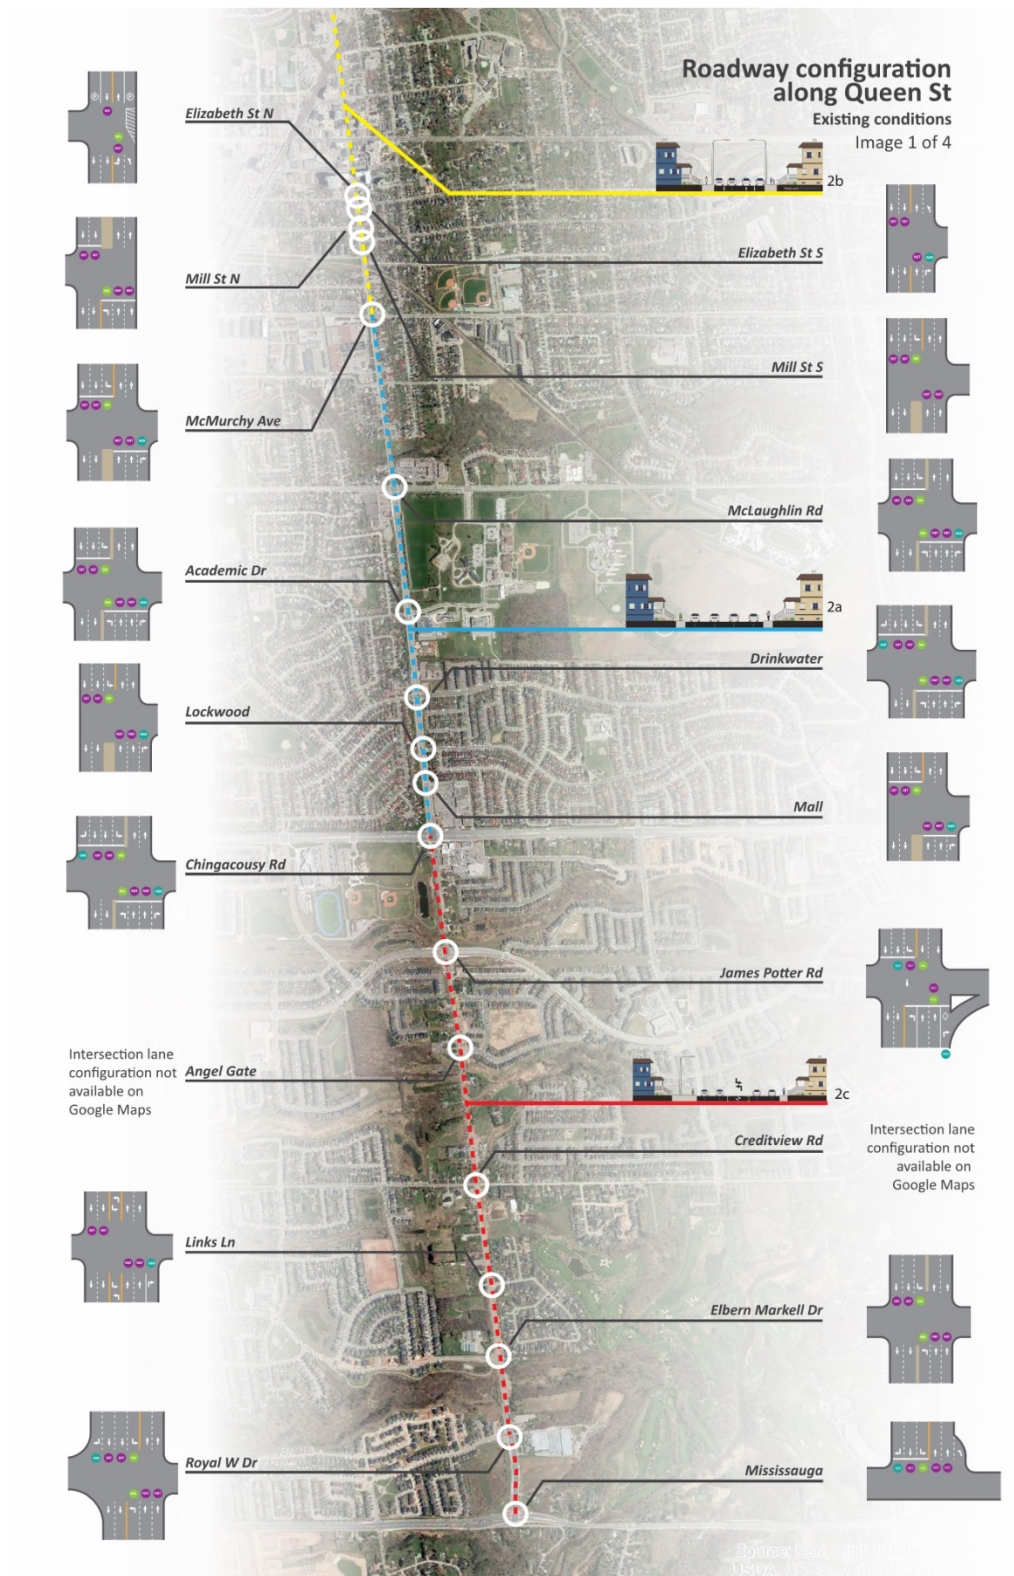 Roadway configuration
along Queen St
Existing conditions
Image 1 of 4
Elizabeth St N
2b
Elizabeth St S
Mill St N
Mill St S
McMurchy Ave
McLaughlin Rd
Academic Dr
2a
Drinkwater
Lockwood
Mall
Chingacousy Rd
James Potter Rd
Intersection lane
configuration not
available on
Google Maps
Angel Gate
2c
Intersection lane
configuration not
available on
Google Maps
Creditview Rd
Links Ln
Elbern Markell Dr
Royal W Dr
Mississauga